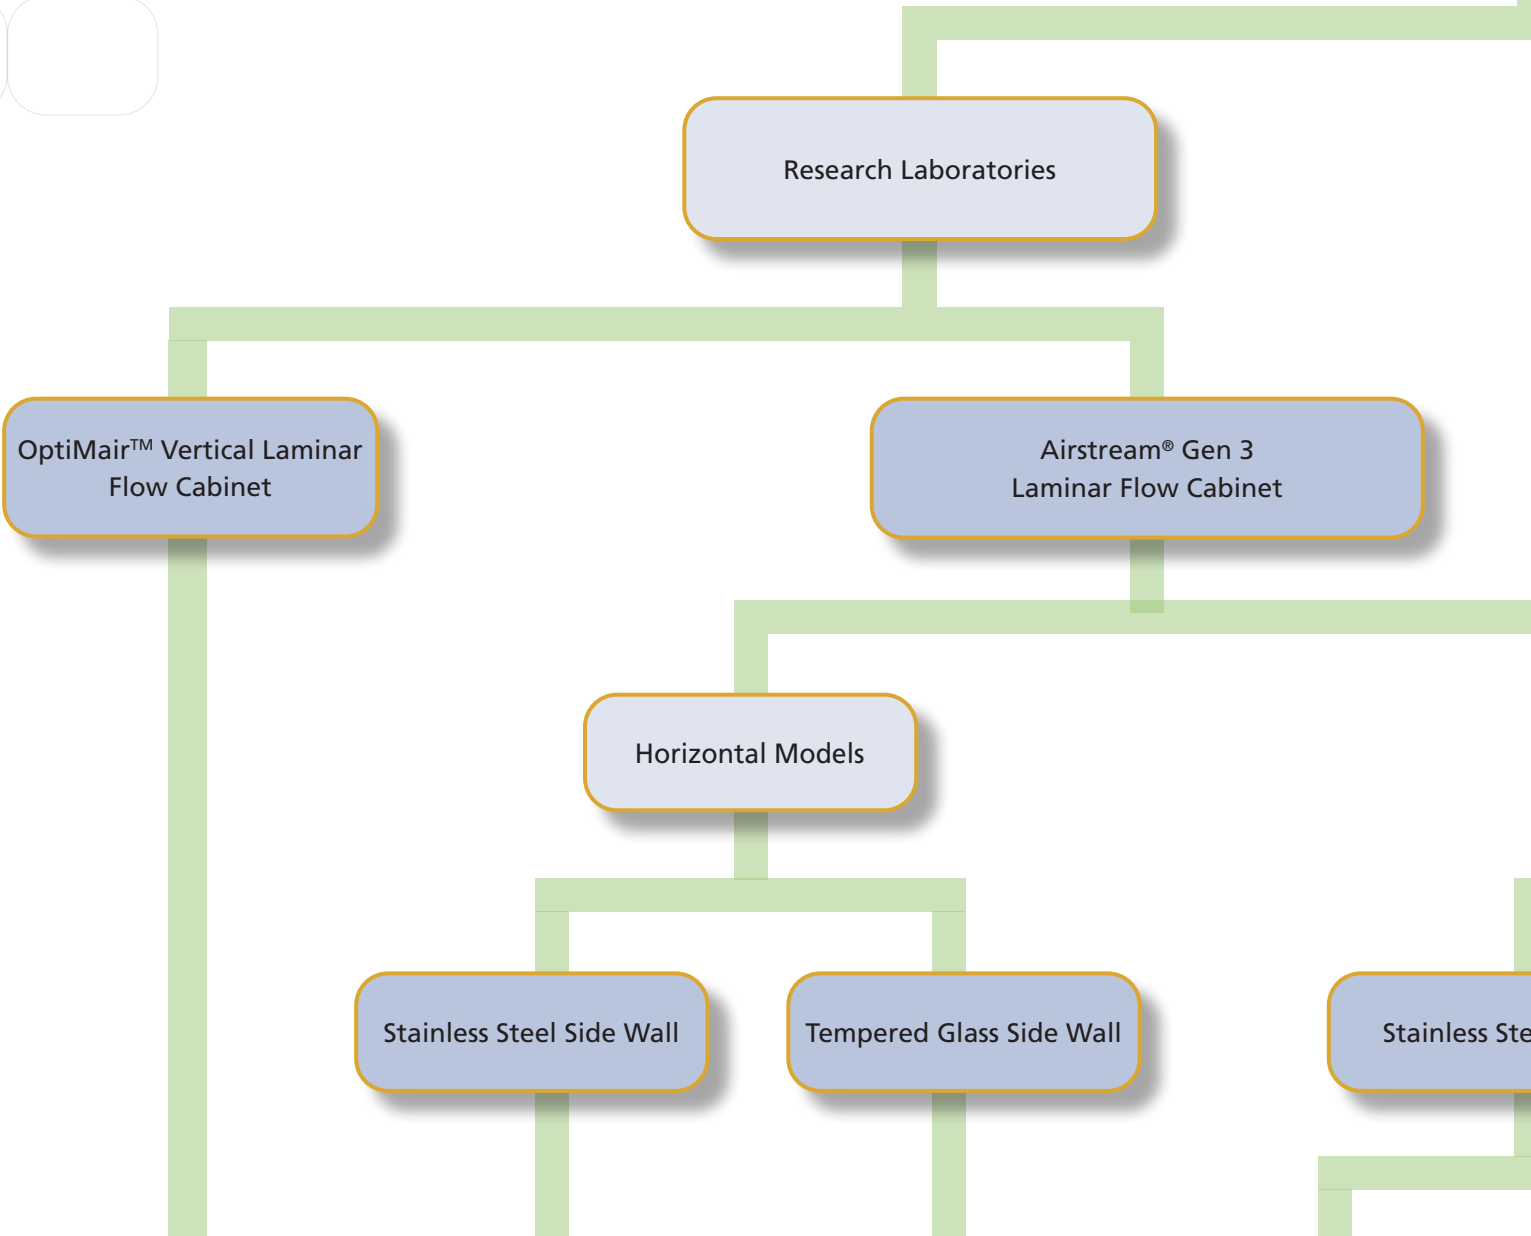 Research Laboratories
OptiMair™ Vertical Laminar
Flow Cabinet
Airstream® Gen 3
Laminar Flow Cabinet
Horizontal Models
Stainless Steel Side Wall
Tempered Glass Side Wall
Stainless